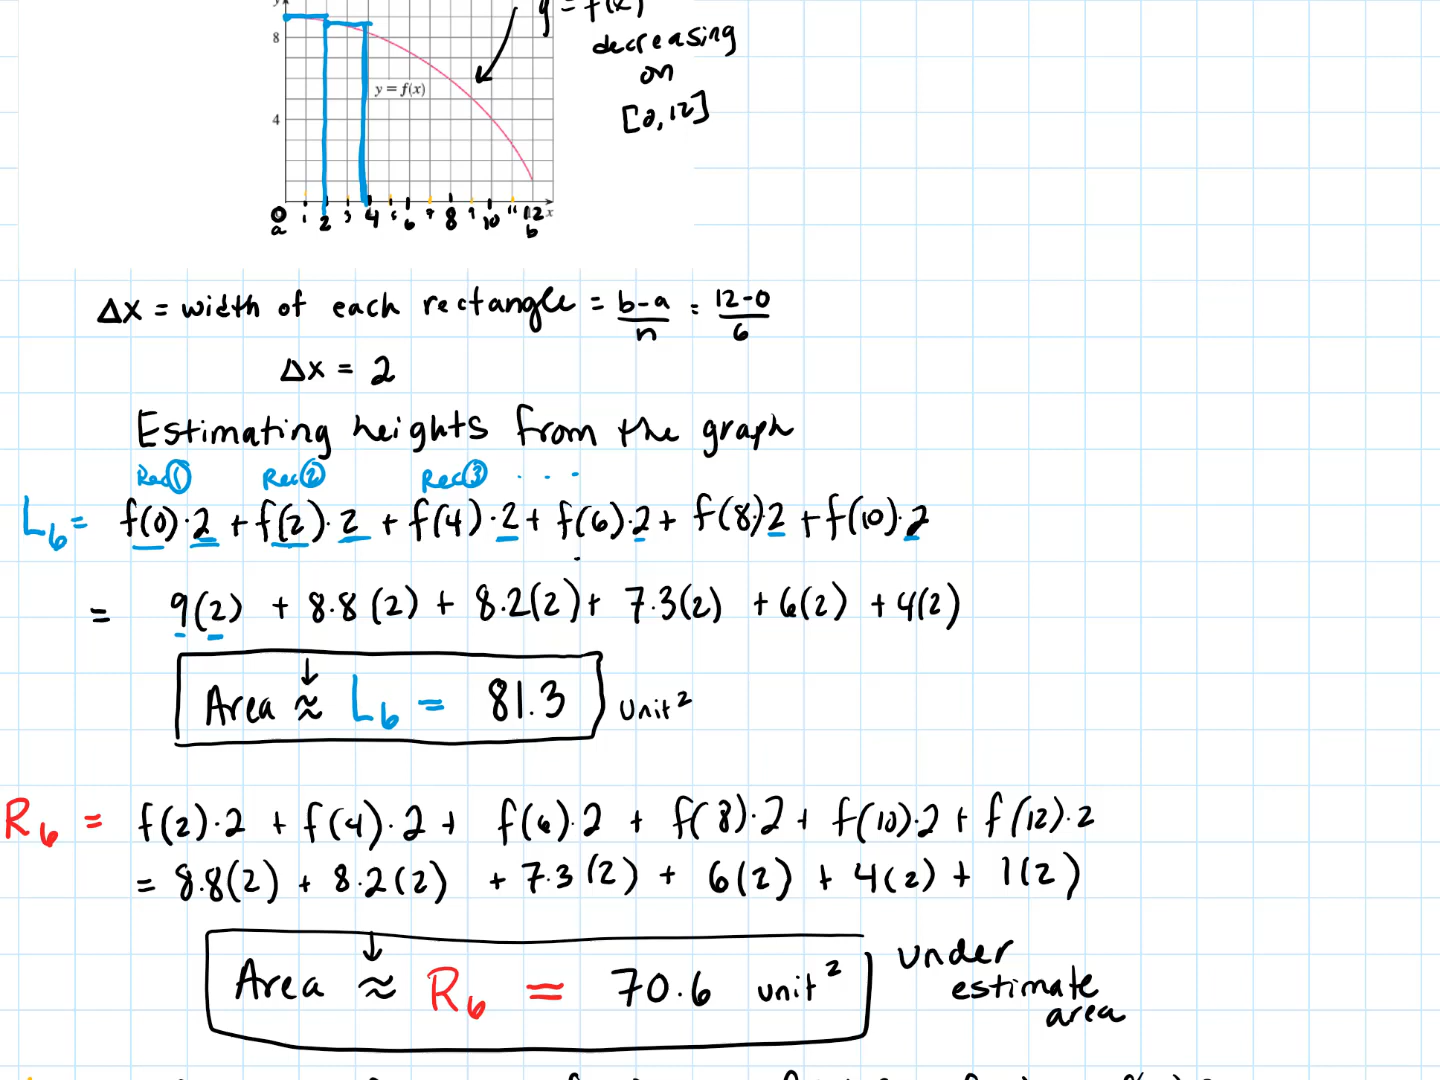 y = f(x)
decreasing
on
[0,12]
8
y = f(x)
4
0 1 2 3 4 5 6 7 8 9 10 11 12 x
a b
Δx = width of each rectangle = b-a/n = 12-0/6
Δx = 2
Estimating heights from the graph
Rec① Rec② Rec③ . . .
L₆ = f(0)·2 + f(2)·2 + f(4)·2 + f(6)·2 + f(8)·2 + f(10)·2
= 9(2) + 8.8(2) + 8.2(2) + 7.3(2) + 6(2) + 4(2)
↓
Area ≈ L₆ = 81.3 unit²
R₆ = f(2)·2 + f(4)·2 + f(6)·2 + f(8)·2 + f(10)·2 + f(12)·2
= 8.8(2) + 8.2(2) + 7.3(2) + 6(2) + 4(2) + 1(2)
↓
Area ≈ R₆ = 70.6 unit²
under
estimate
area